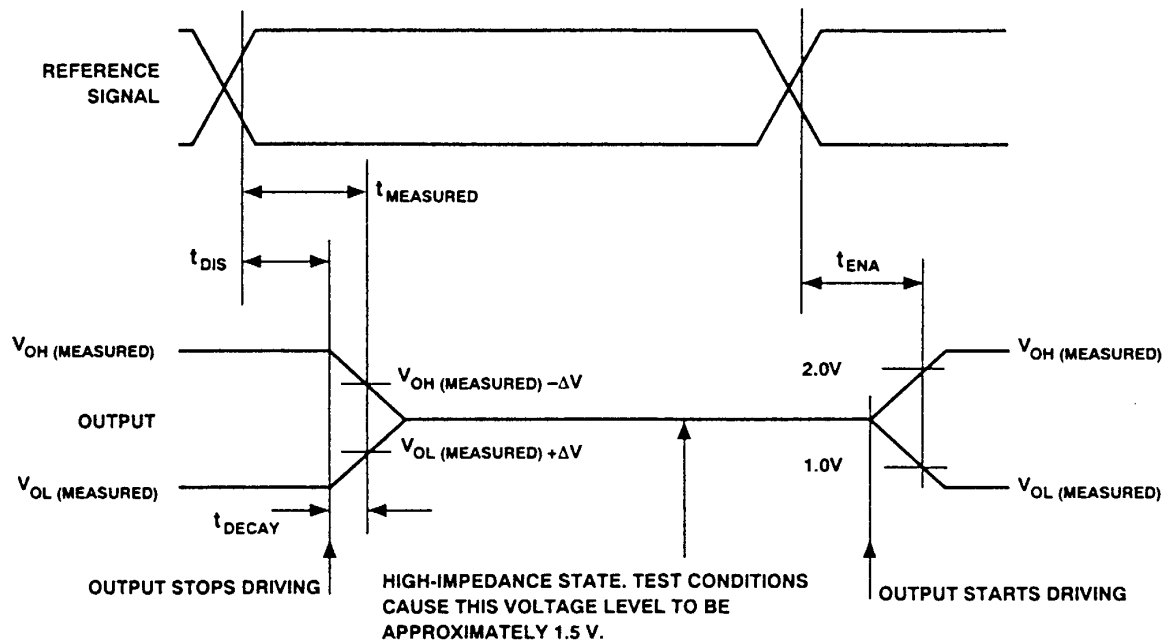 REFERENCE
SIGNAL
tMEASURED
tDIS
tENA
VOH (MEASURED)
VOH (MEASURED) –ΔV
2.0V
VOH (MEASURED)
OUTPUT
VOL (MEASURED) +ΔV
1.0V
VOL (MEASURED)
VOL (MEASURED)
tDECAY
OUTPUT STOPS DRIVING
HIGH-IMPEDANCE STATE. TEST CONDITIONS
CAUSE THIS VOLTAGE LEVEL TO BE
APPROXIMATELY 1.5 V.
OUTPUT STARTS DRIVING